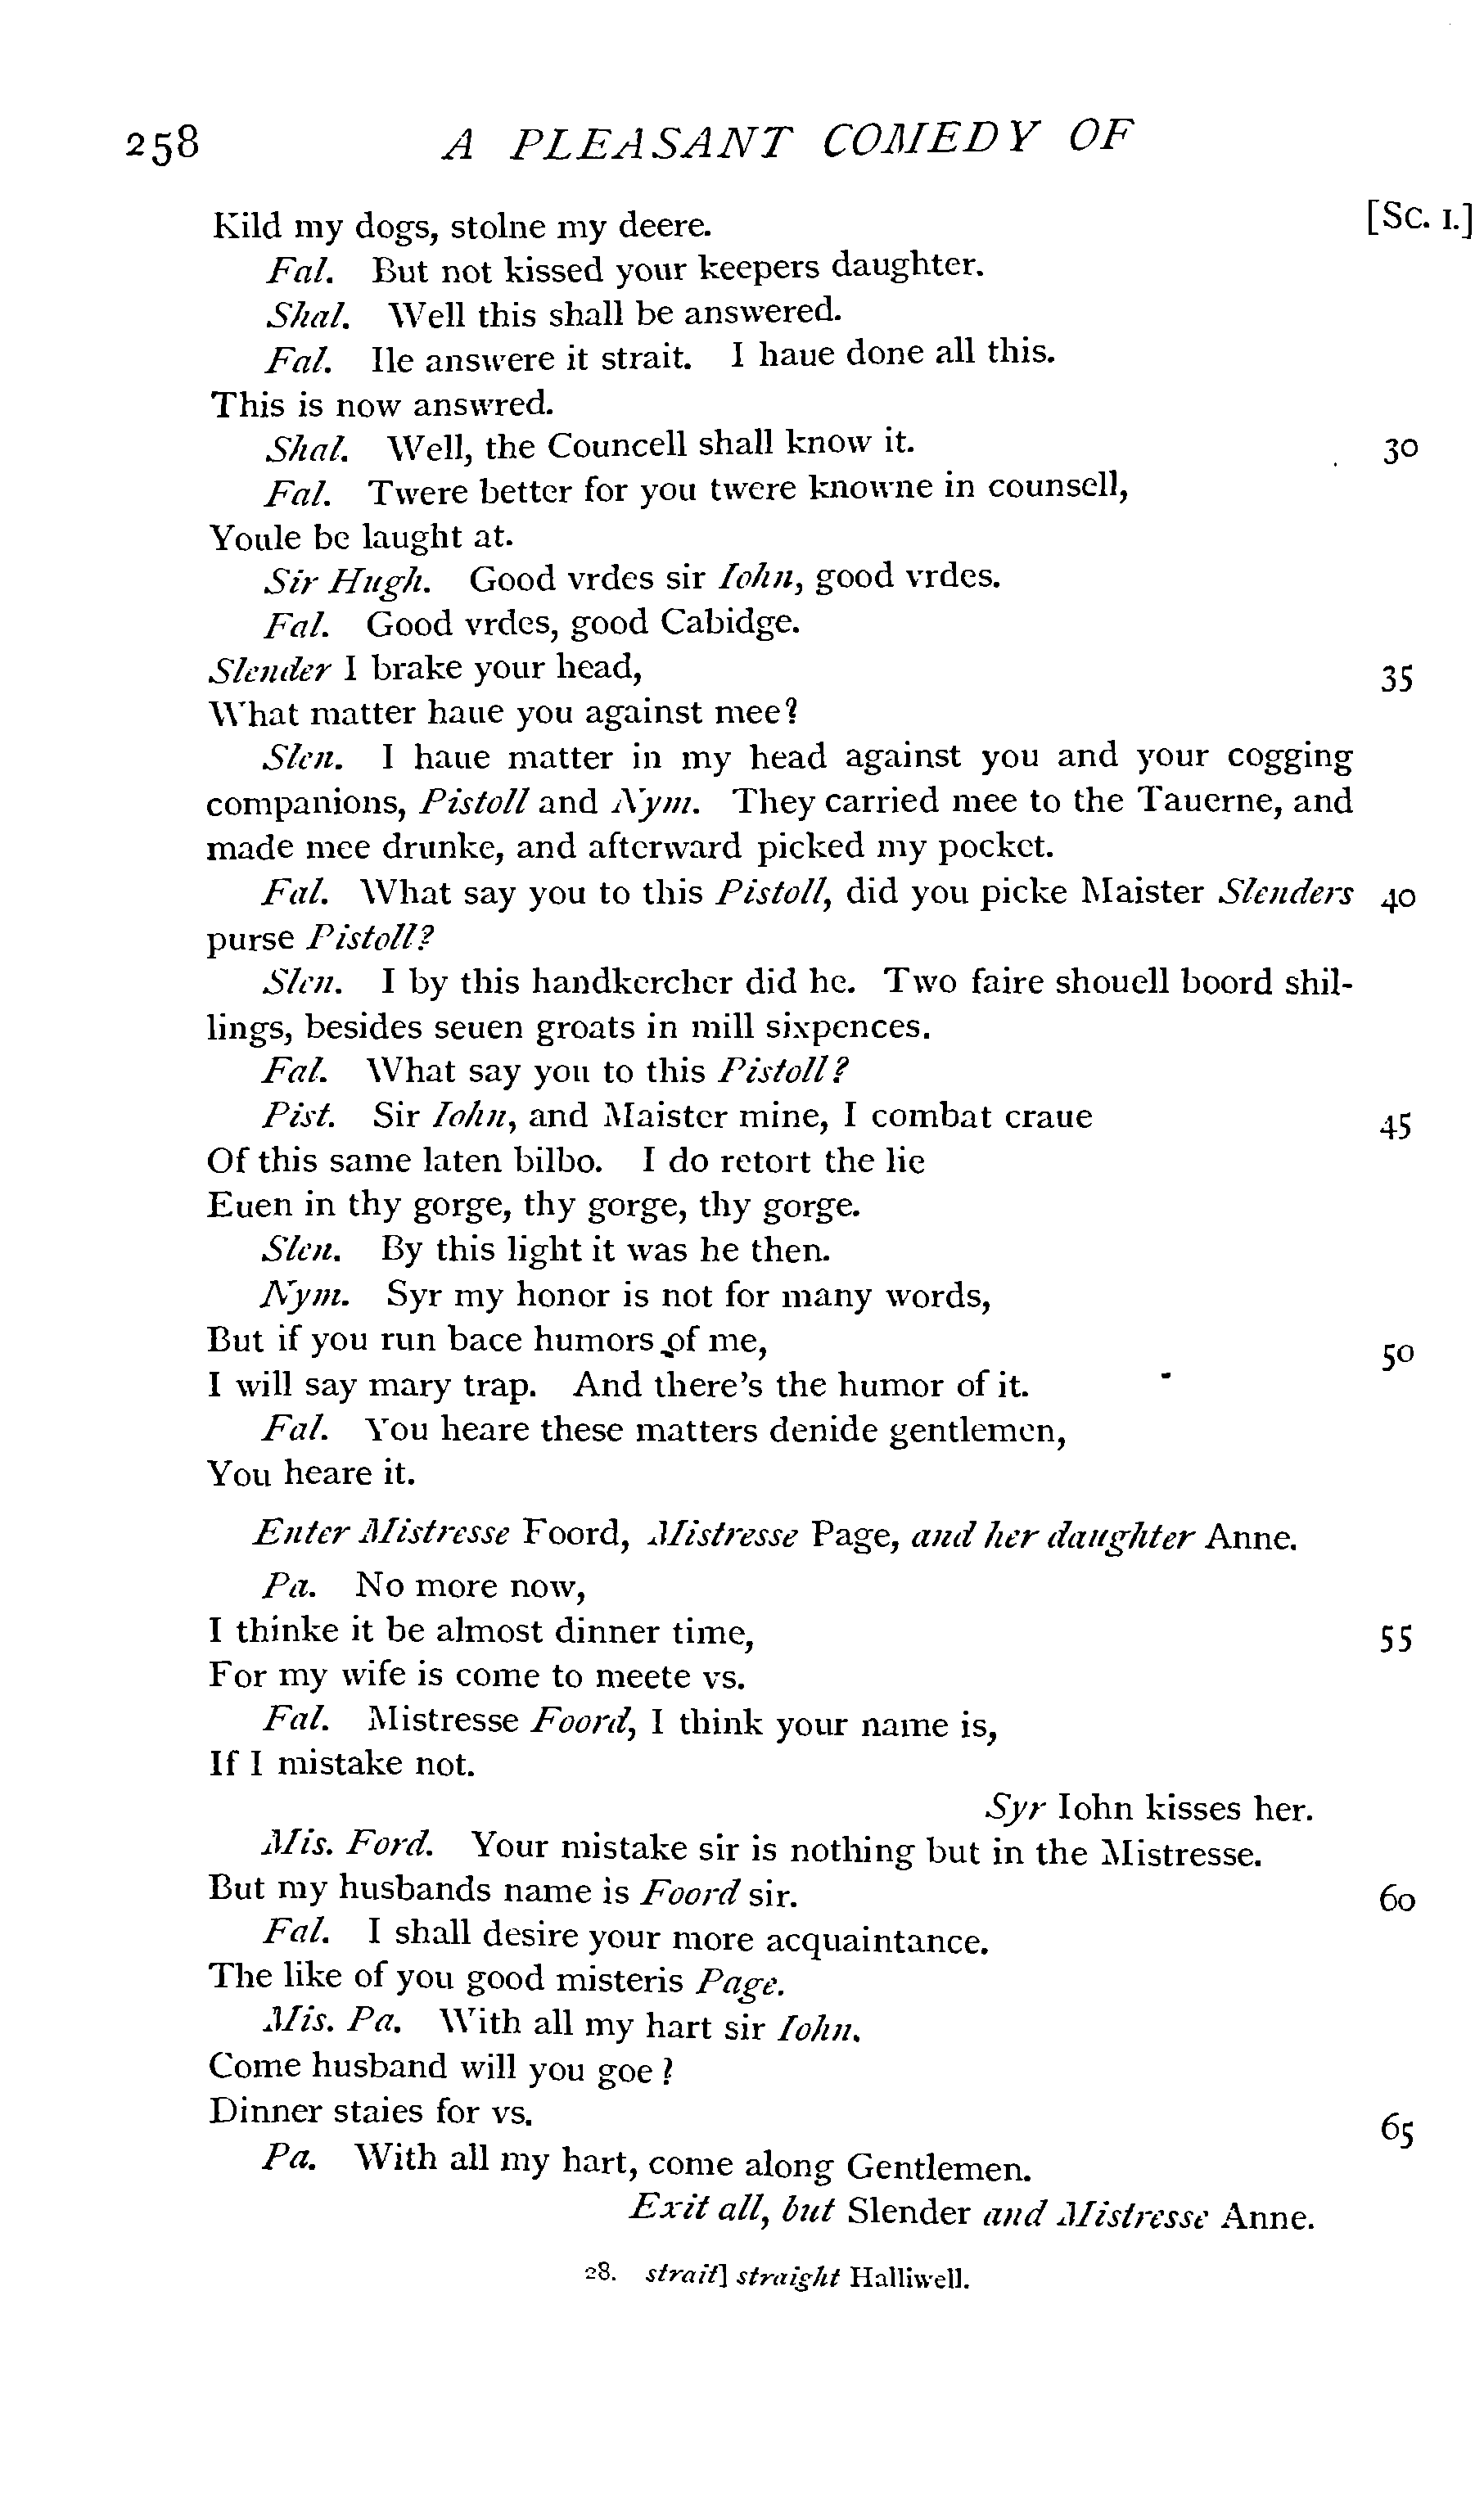 258 A PLEASANT COMEDY OF
Kild my dogs, stolne my deere. [Sc. I.]
Fal. But not kissed your keepers daughter.
Shal. Well this shall be answered.
Fal. Ile answere it strait. I haue done all this.
This is now answred.
Shal. Well, the Councell shall know it. 30
Fal. Twere better for you twere knowne in counsell,
Youle be laught at.
Sir Hugh. Good vrdes sir Iohn, good vrdes.
Fal. Good vrdes, good Cabidge.
Slender I brake your head, 35
What matter haue you against mee?
Slen. I haue matter in my head against you and your cogging
companions, Pistoll and Nym. They carried mee to the Tauerne, and
made mee drunke, and afterward picked my pocket.
Fal. What say you to this Pistoll, did you picke Maister Slenders 40
purse Pistoll?
Slen. I by this handkercher did he. Two faire shouell boord shil-
lings, besides seuen groats in mill sixpences.
Fal. What say you to this Pistoll?
Pist. Sir Iohn, and Maister mine, I combat craue 45
Of this same laten bilbo. I do retort the lie
Euen in thy gorge, thy gorge, thy gorge.
Slen. By this light it was he then.
Nym. Syr my honor is not for many words,
But if you run bace humors of me, 50
I will say mary trap. And there's the humor of it.
Fal. You heare these matters denide gentlemen,
You heare it.
Enter Mistresse Foord, Mistresse Page, and her daughter Anne.
Pa. No more now,
I thinke it be almost dinner time, 55
For my wife is come to meete vs.
Fal. Mistresse Foord, I think your name is,
If I mistake not.
Syr Iohn kisses her.
Mis. Ford. Your mistake sir is nothing but in the Mistresse.
But my husbands name is Foord sir. 60
Fal. I shall desire your more acquaintance.
The like of you good misteris Page.
Mis. Pa. With all my hart sir Iohn.
Come husband will you goe?
Dinner staies for vs. 65
Pa. With all my hart, come along Gentlemen.
Exit all, but Slender and Mistresse Anne.
28. strait] straight Halliwell.